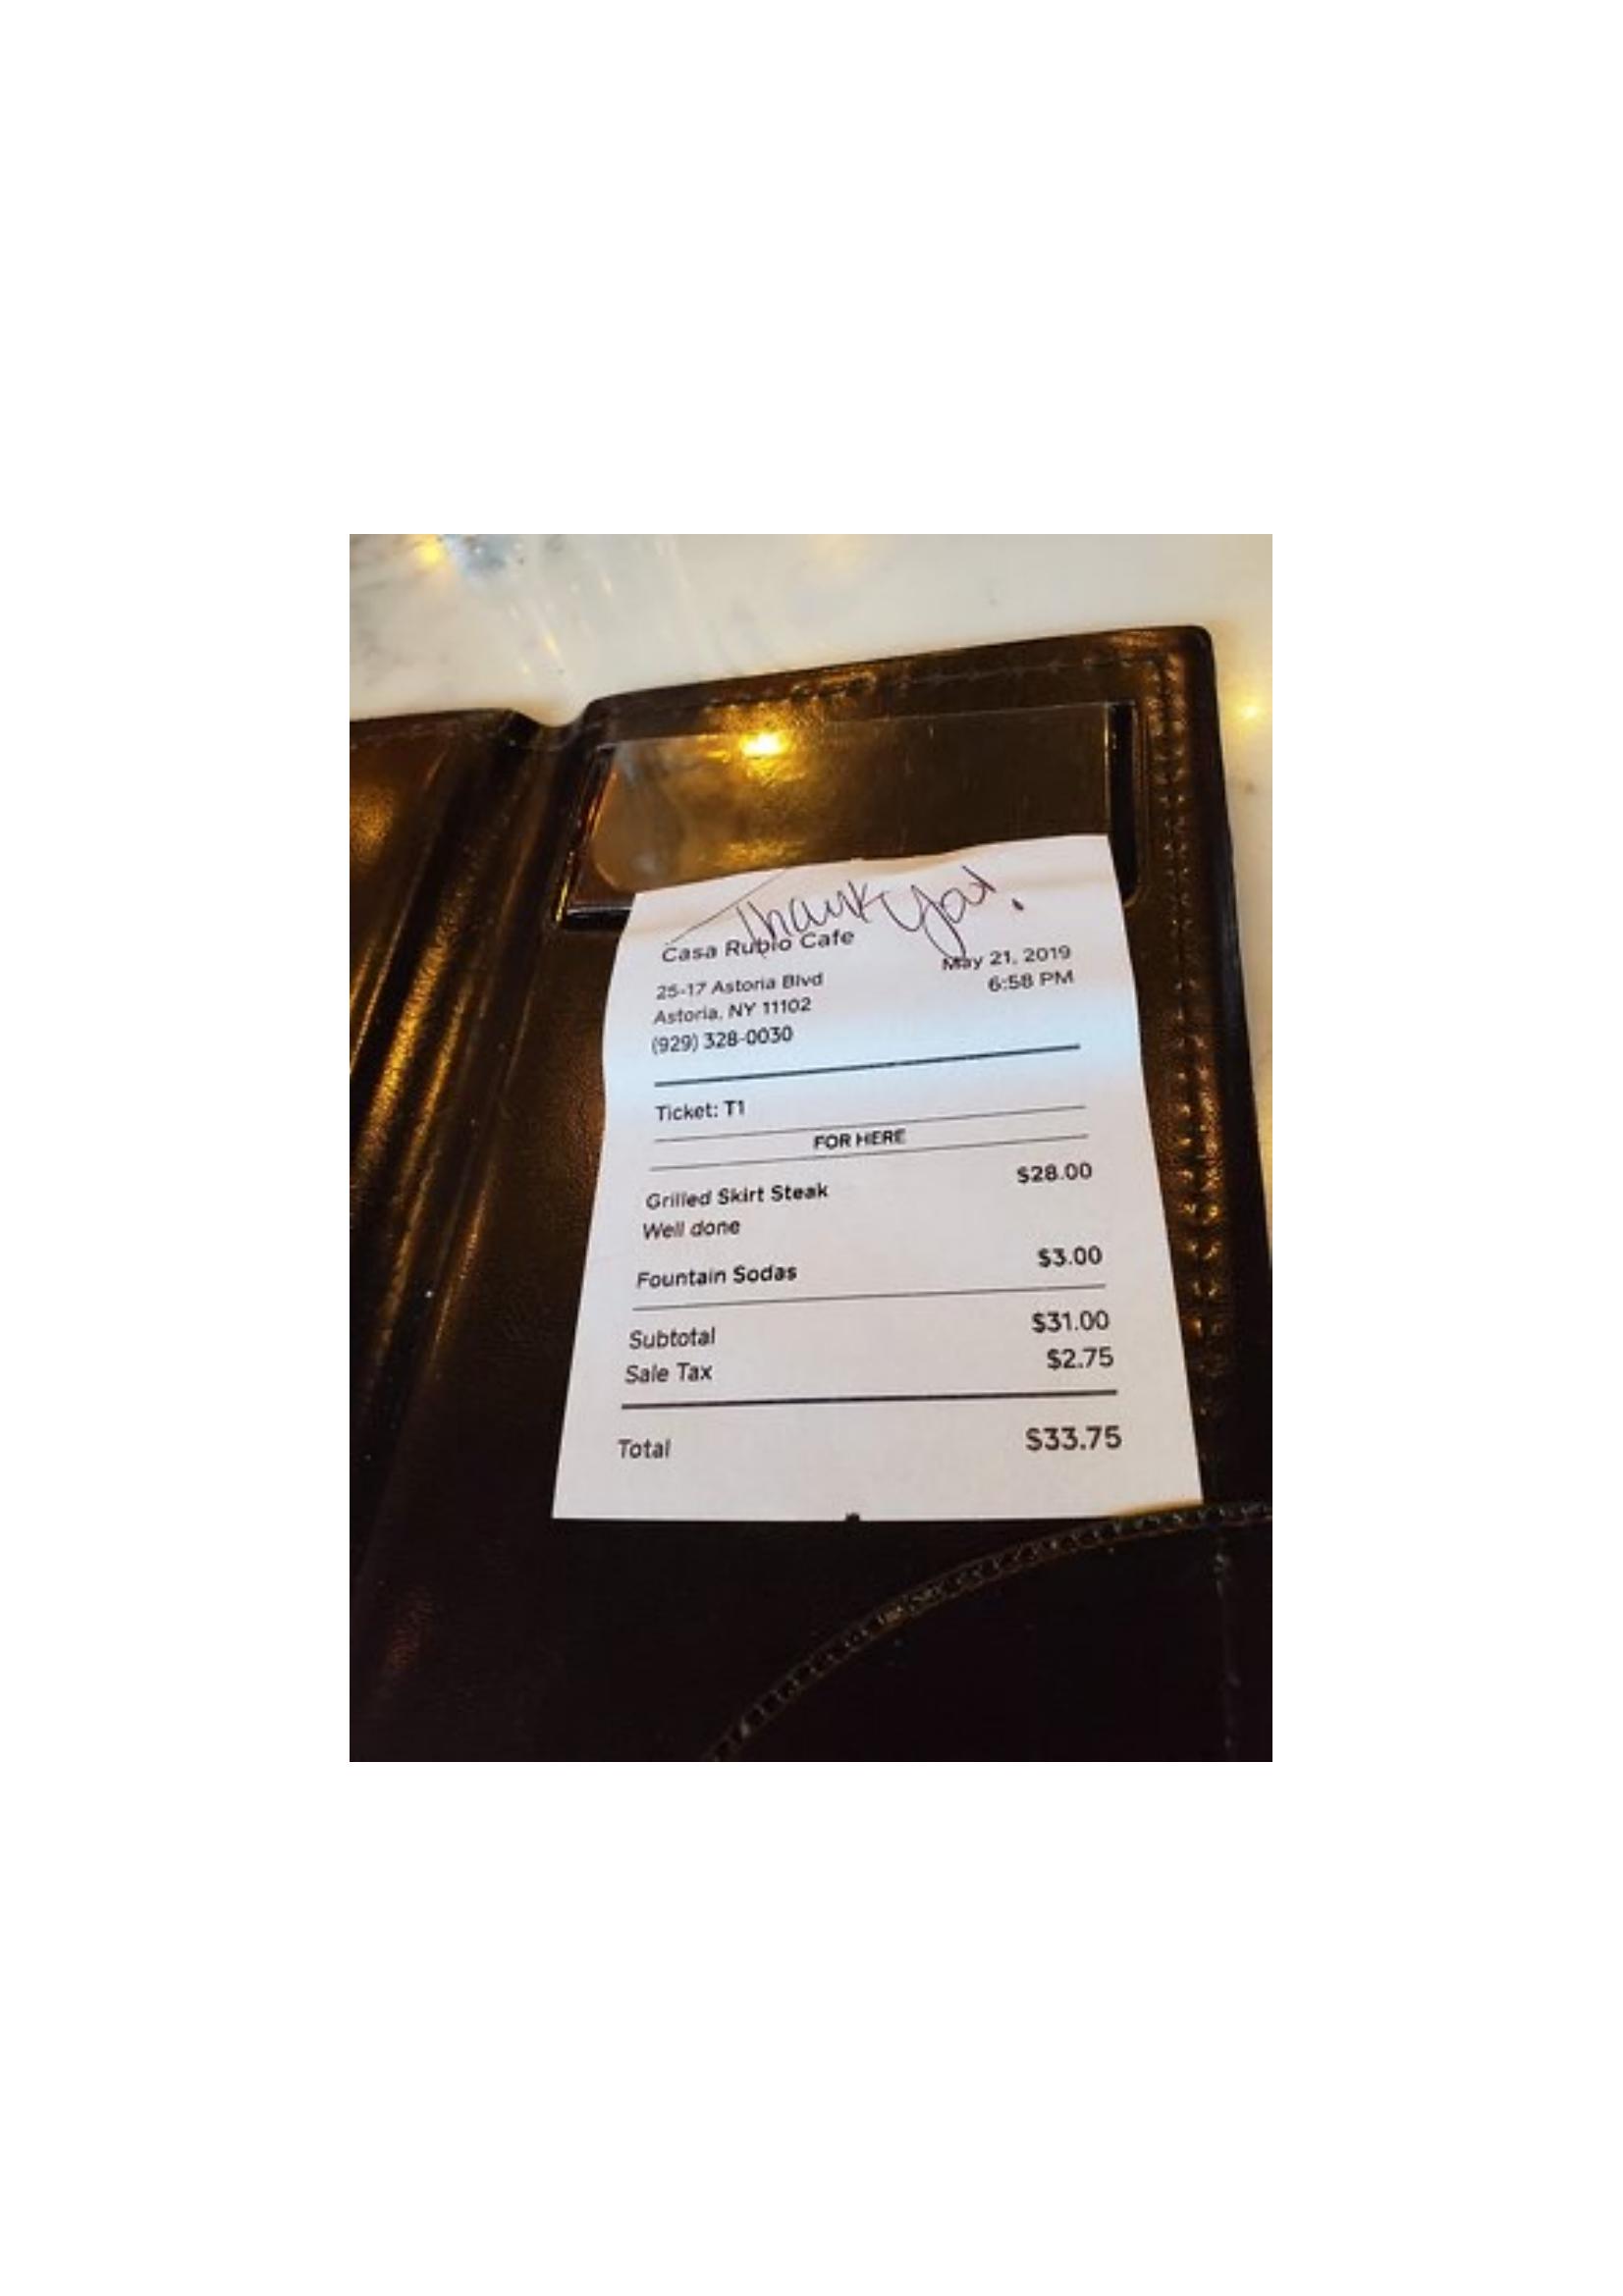 Thank You!
Casa Rubio Cafe
May 21, 2019
25-17 Astoria Blvd
6:58 PM
Astoria, NY 11102
(929) 328-0030
Ticket: T1
FOR HERE
Grilled Skirt Steak $28.00
Well done
Fountain Sodas $3.00
Subtotal $31.00
Sale Tax $2.75
Total $33.75